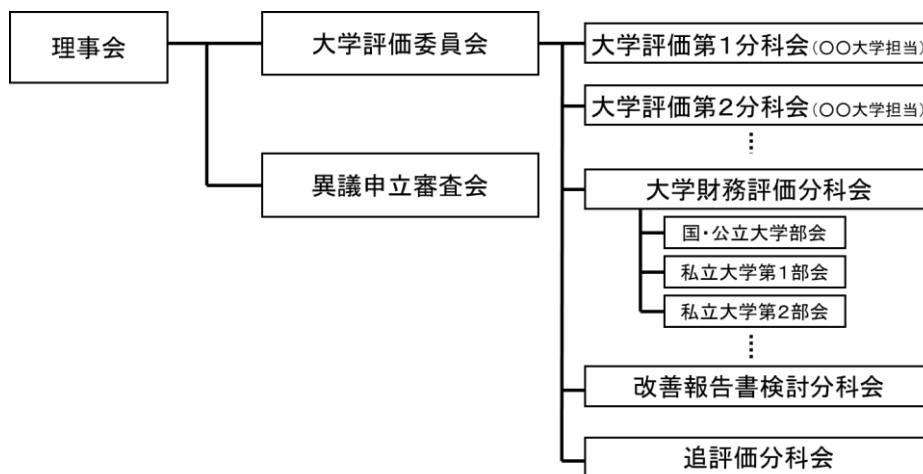 理事会
大学評価委員会
異議申立審査会
大学評価第1分科会(〇〇大学担当)
大学評価第2分科会(〇〇大学担当)
大学財務評価分科会
国・公立大学部会
私立大学第1部会
私立大学第2部会
改善報告書検討分科会
追評価分科会